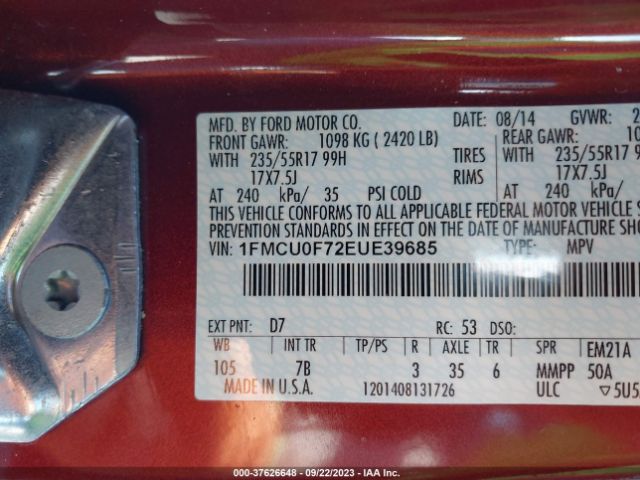 MFD. BY FORD MOTOR CO. DATE: 08/14 GVWR: 2
FRONT GAWR: 1098 KG ( 2420 LB) REAR GAWR: 10
WITH 235/55R17 99H TIRES WITH 235/55R17 99
17X7.5J RIMS 17X7.5J
AT 240 kPa/ 35 PSI COLD AT 240 kPa/
THIS VEHICLE CONFORMS TO ALL APPLICABLE FEDERAL MOTOR VEHICLE S
PREVENTION STANDARDS IN EFFECT ON THE DATE OF MANUFACTURE SHO
VIN: 1FMCU0F72EUE39685 TYPE: MPV
EXT PNT: D7 RC: 53 DSO:
WB INT TR TP/PS R AXLE TR SPR EM21A
105 7B 3 35 6 MMPP 50A
MADE IN U.S.A. 1201408131726 ULC ▽5U5
000-37626648 — 09/22/2023 — IAA Inc.